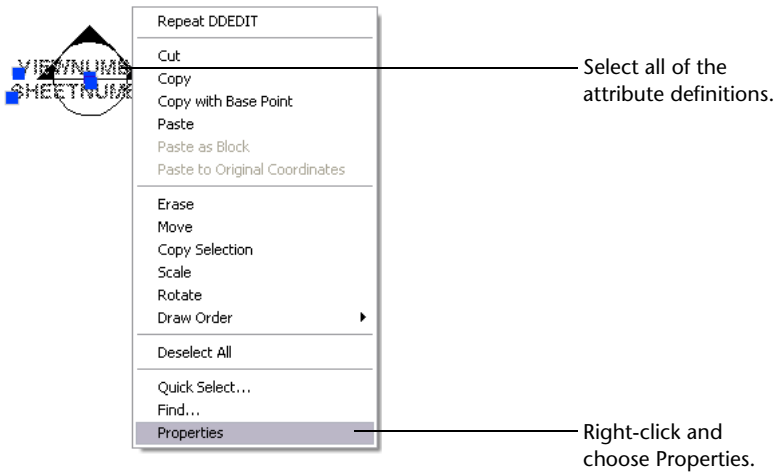 Repeat DDEDIT
Cut
Copy
Copy with Base Point
Paste
Paste as Block
Paste to Original Coordinates
Erase
Move
Copy Selection
Scale
Rotate
Draw Order
Deselect All
Quick Select...
Find...
Properties
VIEWNUMB
SHEETNUMB
Select all of the
attribute definitions.
Right-click and
choose Properties.